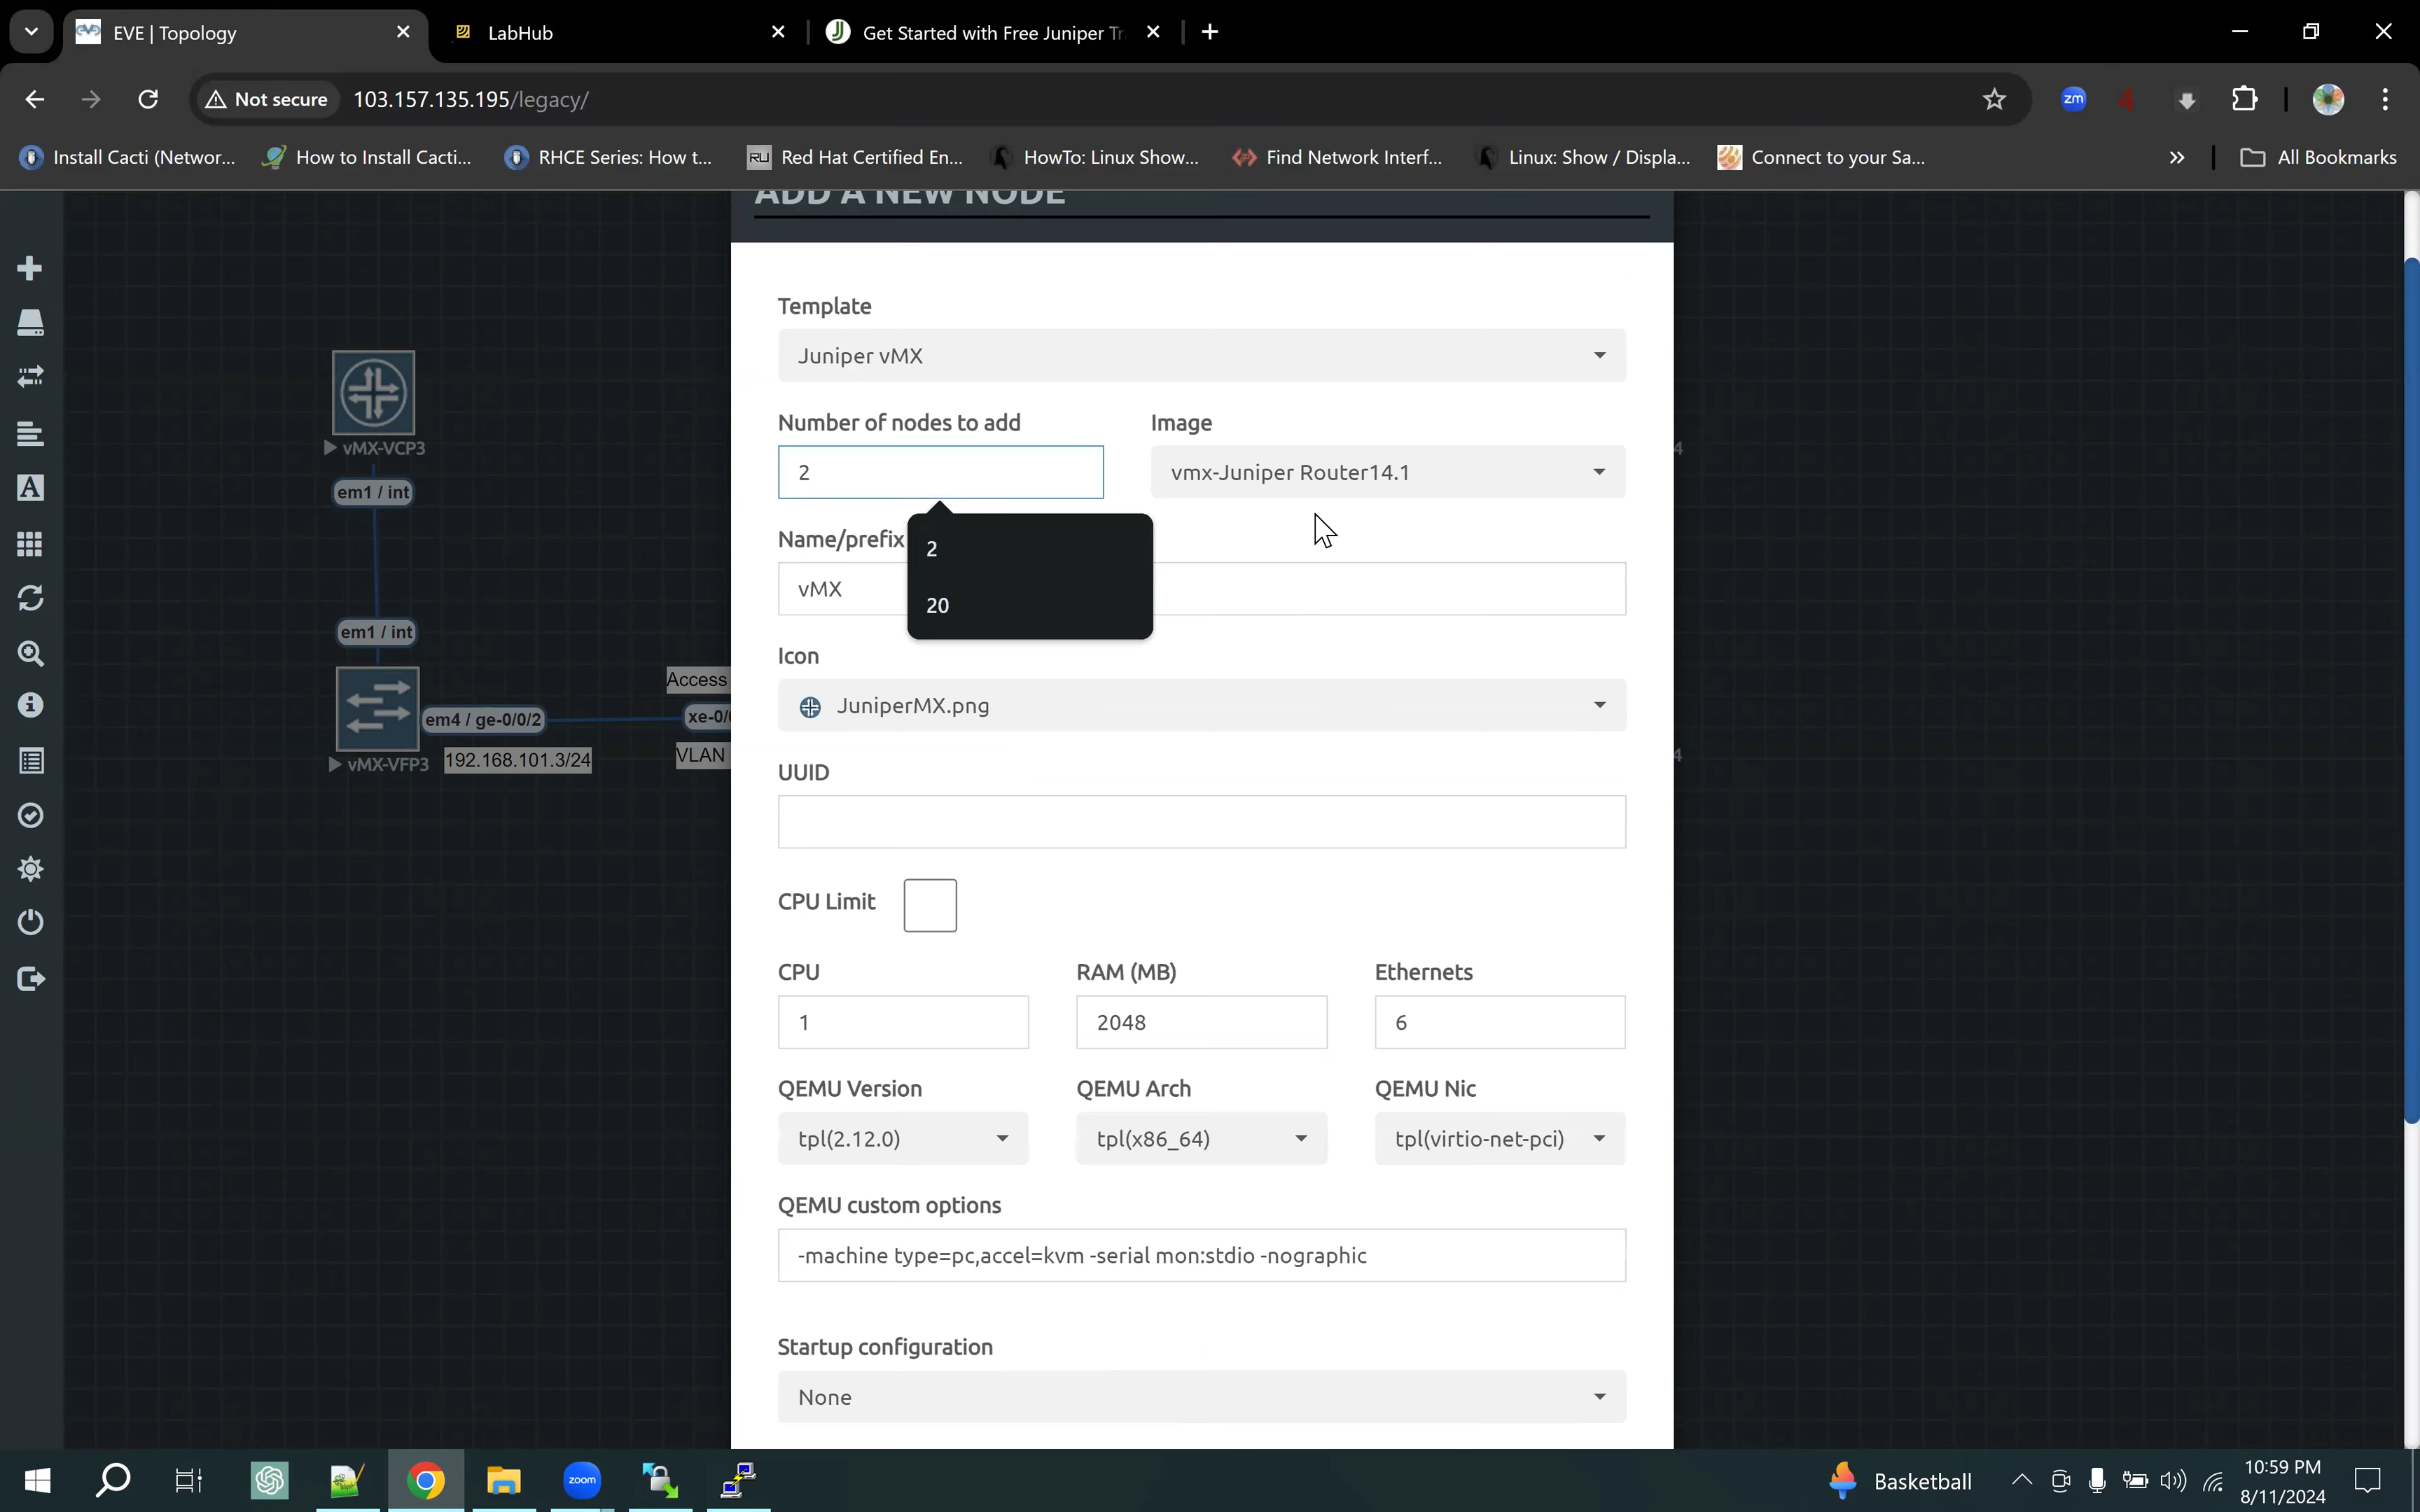 EVE | Topology
LabHub
Get Started with Free Juniper Tr
Not secure
103.157.135.195/legacy/
zm
Install Cacti (Networ...
How to Install Cacti...
RHCE Series: How t...
RU
Red Hat Certified En...
HowTo: Linux Show...
Find Network Interf...
Linux: Show / Displa...
Connect to your Sa...
All Bookmarks
ADD A NEW NODE
Template
Juniper vMX
Number of nodes to add
Image
2
vmx-Juniper Router14.1
2
20
Name/prefix
vMX
Icon
JuniperMX.png
UUID
CPU Limit
CPU
RAM (MB)
Ethernets
1
2048
6
QEMU Version
QEMU Arch
QEMU Nic
tpl(2.12.0)
tpl(x86_64)
tpl(virtio-net-pci)
QEMU custom options
-machine type=pc,accel=kvm -serial mon:stdio -nographic
Startup configuration
None
vMX-VCP3
em1 / int
em1 / int
Access
em4 / ge-0/0/2
xe-0/
vMX-VFP3
192.168.101.3/24
VLAN
4
4
A
zoom
Basketball
10:59 PM
8/11/2024